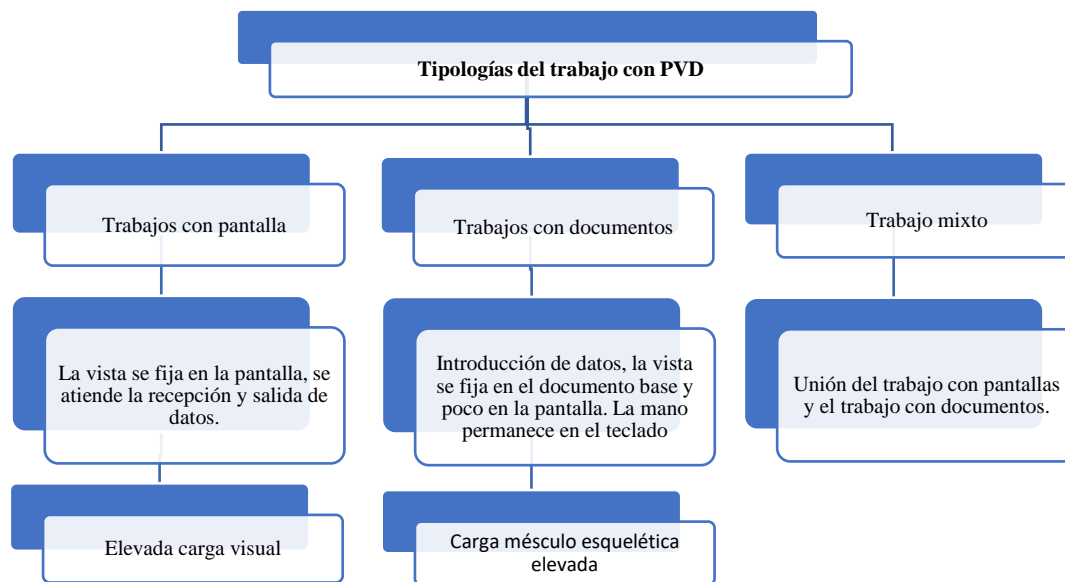 Tipologías del trabajo con PVD
Trabajos con pantalla
Trabajos con documentos
Trabajo mixto
La vista se fija en la pantalla, se
atiende la recepción y salida de
datos.
Introducción de datos, la vista
se fija en el documento base y
poco en la pantalla. La mano
permanece en el teclado
Unión del trabajo con pantallas
y el trabajo con documentos.
Elevada carga visual
Carga mésculo esquelética
elevada